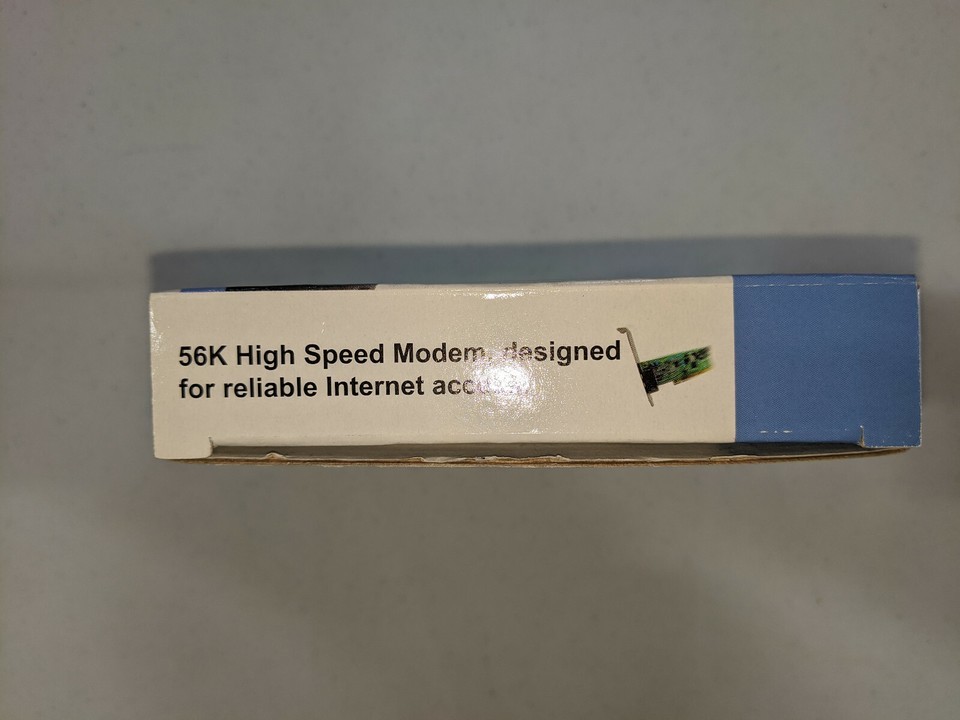 56K High Speed Modem, designed
for reliable Internet